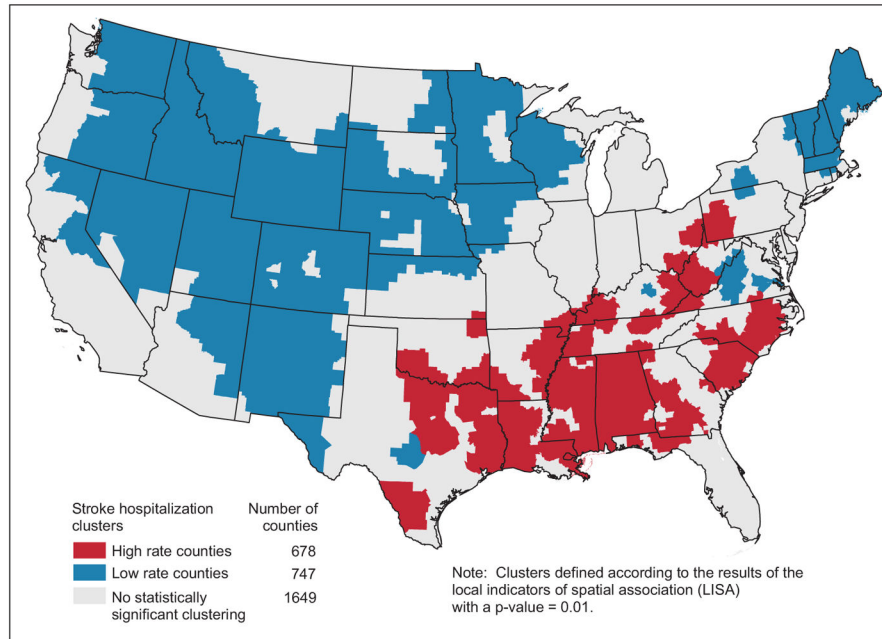 Stroke hospitalization Number of
clusters counties
High rate counties 678
Low rate counties 747
No statistically 1649
significant clustering
Note: Clusters defined according to the results of the
local indicators of spatial association (LISA)
with a p-value = 0.01.